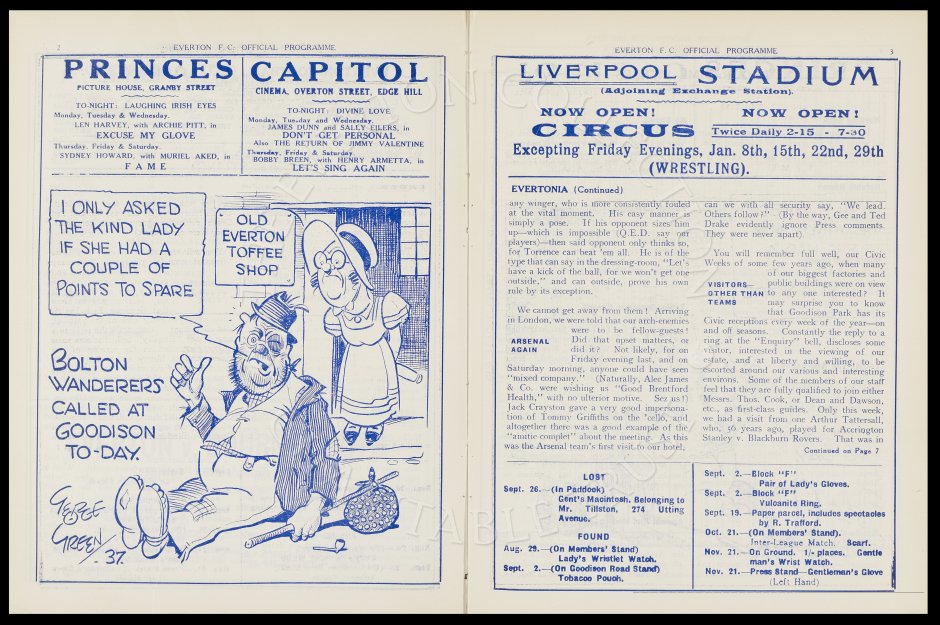 2
EVERTON F.C. OFFICIAL PROGRAMME
PRINCES
PICTURE HOUSE, GRANBY STREET
TO-NIGHT: LAUGHING IRISH EYES
Monday, Tuesday & Wednesday.
LEN HARVEY, with ARCHIE PITT, in
EXCUSE MY GLOVE
Thursday, Friday & Saturday.
SYDNEY HOWARD, with MURIEL AKED, in
FAME
CAPITOL
CINEMA, OVERTON STREET, EDGE HILL
TO-NIGHT: DIVINE LOVE
Monday, Tuesday and Wednesday.
JAMES DUNN and SALLY EILERS, in
DON'T GET PERSONAL
Also THE RETURN OF JIMMY VALENTINE
Thursday, Friday & Saturday.
BOBBY BREEN, with HENRY ARMETTA, in
LET'S SING AGAIN
I ONLY ASKED
THE KIND LADY
IF SHE HAD A
COUPLE OF
POINTS TO SPARE
OLD
EVERTON
TOFFEE
SHOP
BOLTON
WANDERERS
CALLED AT
GOODISON
TO-DAY.
GEORGE
GREEN
.37.
EVERTON F.C. OFFICIAL PROGRAMME
3
LIVERPOOL STADIUM
(Adjoining Exchange Station).
NOW OPEN! NOW OPEN!
CIRCUS Twice Daily 2-15 - 7-30
Excepting Friday Evenings, Jan. 8th, 15th, 22nd, 29th
(WRESTLING).
EVERTONIA (Continued)
any winger, who is more consistently fouled
at the vital moment. His easy manner is
simply a pose. If his opponent sizes him
up—which is impossible (Q.E.D. say our
players)—then said opponent only thinks so,
for Torrence can beat 'em all. He is of the
type that can say in the dressing-room, "Let's
have a kick of the ball, for we won't get one
outside," and can outside, prove his own
rule by its exception.
We cannot get away from them! Arriving
in London, we were told that our arch-enemies
ARSENAL
AGAIN
were to be fellow-guests!
Did that upset matters, or
did it? Not likely, for on
Friday evening last, and on
Saturday morning, anyone could have seen
"mixed company." (Naturally, Alec James
& Co. were wishing us "Good Brentford
Health," with no ulterior motive. Sez us!)
Jack Crayston gave a very good impersona-
tion of Tommy Griffiths on the 'cello, and
altogether there was a good example of the
"amitie complet" about the meeting. As this
was the Arsenal team's first visit to our hotel,
can we with all security say, "We lead.
Others follow?" (By the way, Gee and Ted
Drake evidently ignore Press comments.
They were never apart).
You will remember full well, our Civic
Weeks of some few years ago, when many
VISITORS—
OTHER THAN
TEAMS
of our biggest factories and
public buildings were on view
to any one interested? It
may surprise you to know
that Goodison Park has its
Civic receptions every week of the year—on
and off seasons. Constantly the reply to a
ring at the "Enquiry" bell, discloses some
visitor, interested in the viewing of our
estate, and at liberty and willing, to be
escorted around our various and interesting
environs. Some of the members of our staff
feel that they are fully qualified to join either
Messrs. Thos. Cook, or Dean and Dawson,
etc., as first-class guides. Only this week,
we had a visit from one Arthur Tattersall,
who, 56 years ago, played for Accrington
Stanley v. Blackburn Rovers. That was in
Continued on Page 7
LOST
Sept. 26.—(In Paddock)
Gent's Macintosh. Belonging to
Mr. Tillston, 274 Utting
Avenue.
FOUND
Aug. 29.—(On Members' Stand)
Lady's Wristlet Watch.
Sept. 2.—(On Goodison Road Stand)
Tobacco Pouch.
Sept. 2.—Block "F"
Pair of Lady's Gloves.
Sept. 2.—Block "F"
Vulcanite Ring.
Sept. 19.—Paper parcel, includes spectacles
by R. Trafford.
Oct. 21.—(On Members' Stand).
Inter-League Match. Scarf.
Nov. 21.—On Ground. 1/- places. Gentle
man's Wrist Watch.
Nov. 21.—Press Stand—Gentleman's Glove
(Left Hand)